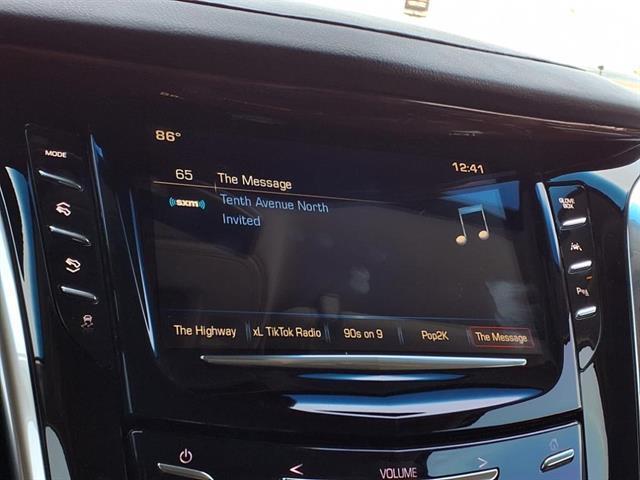 86°
12:41
65 The Message
sxm Tenth Avenue North
Invited
The Highway xL TikTok Radio 90s on 9 Pop2K The Message
MODE
GLOVE
BOX
VOLUME